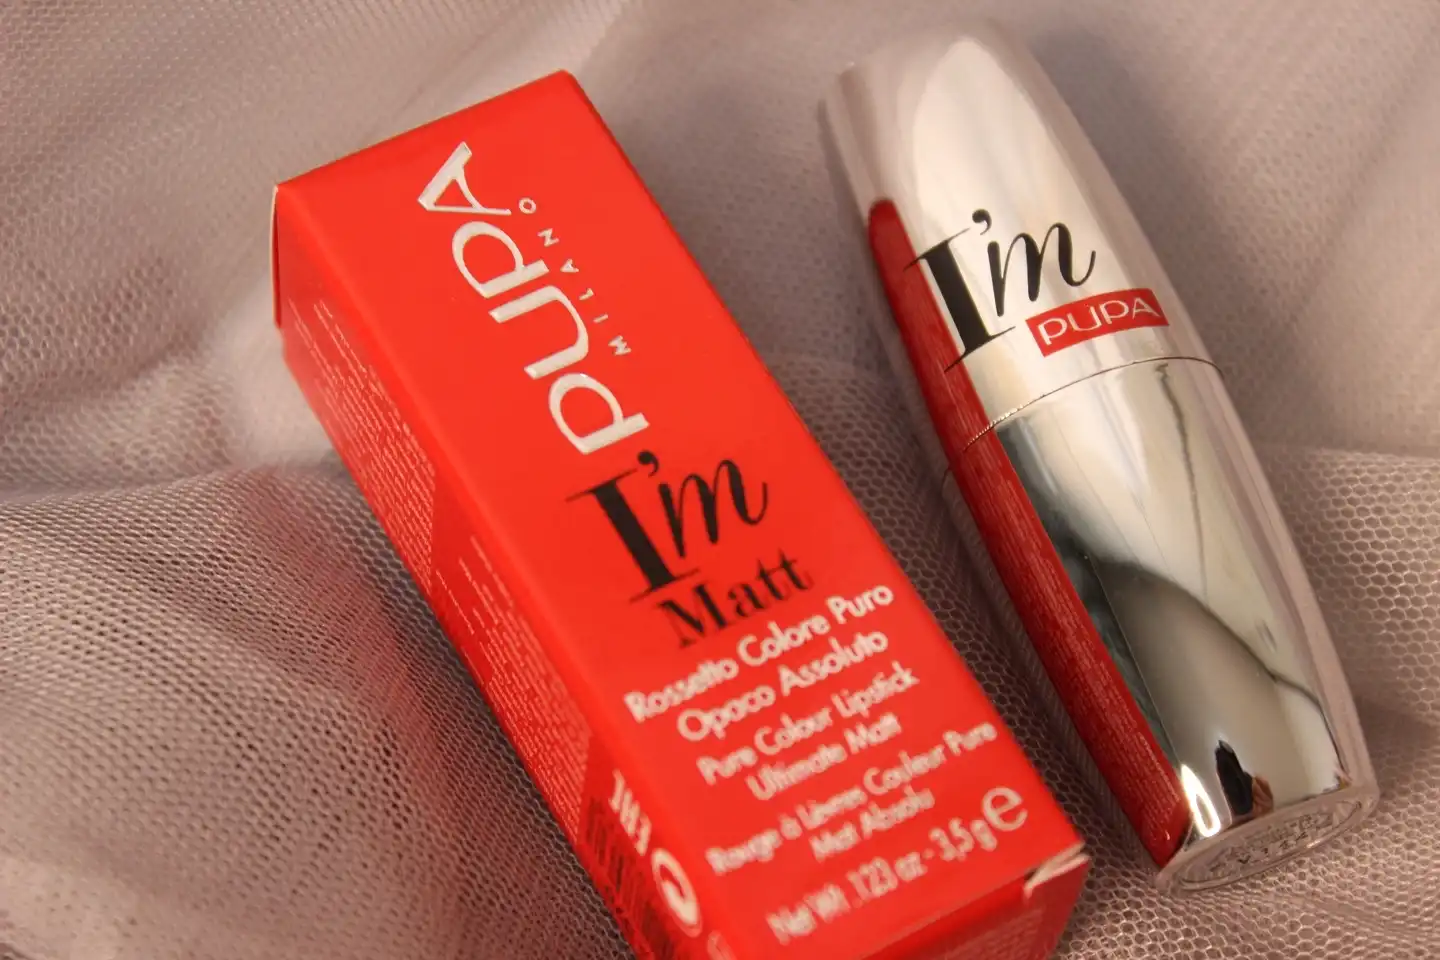 PUPA
MILANO
I'm
Matt
Rossetto Colore Puro
Opaco Assoluto
Pure Colour Lipstick
Ultimate Matt
Rouge à Lèvres Couleur Pure
Mat Absolu
Net Wt. .123 oz - 3,5 g e
I'm
PUPA